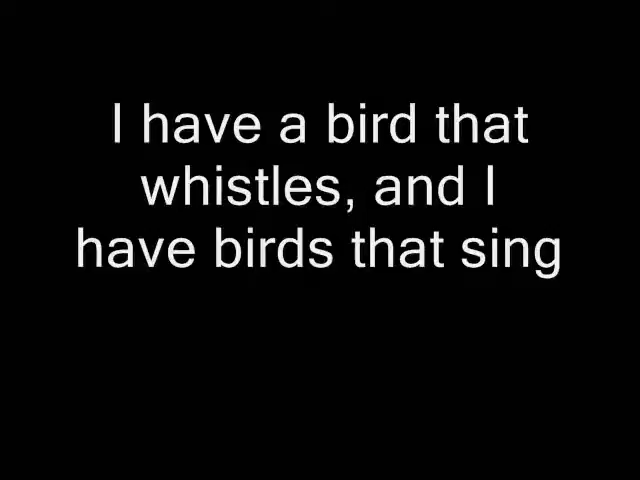 I have a bird that
whistles, and I
have birds that sing